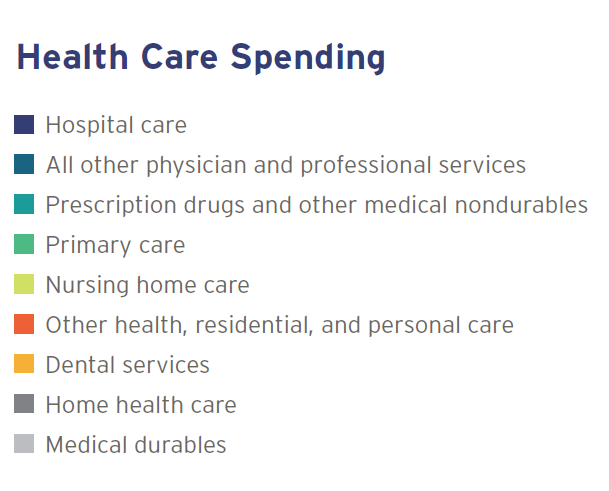 Health Care Spending
Hospital care
All other physician and professional services
Prescription drugs and other medical nondurables
Primary care
Nursing home care
Other health, residential, and personal care
Dental services
Home health care
Medical durables